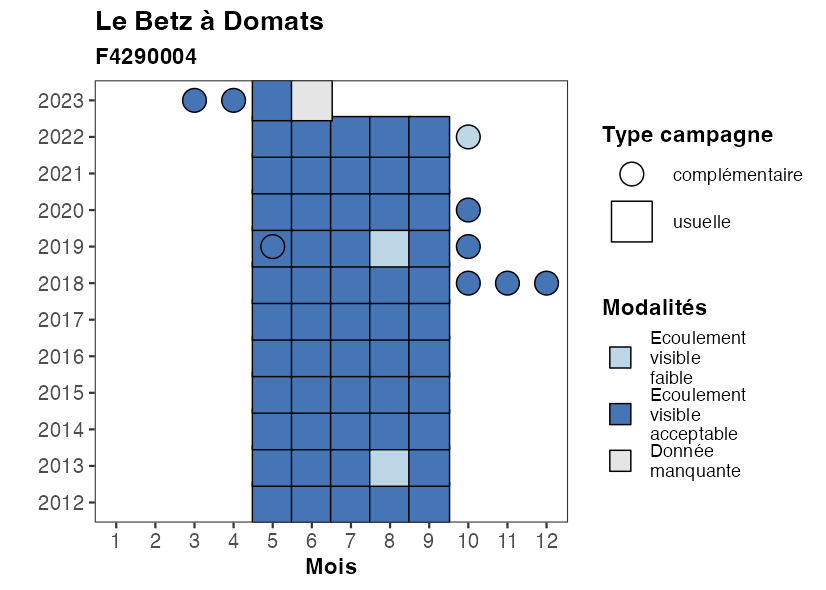 Le Betz à Domats
F4290004
2023
2022
2021
2020
2019
2018
2017
2016
2015
2014
2013
2012
1 2 3 4 5 6 7 8 9 10 11 12
Mois
Type campagne
complémentaire
usuelle
Modalités
Ecoulement
visible
faible
Ecoulement
visible
acceptable
Donnée
manquante